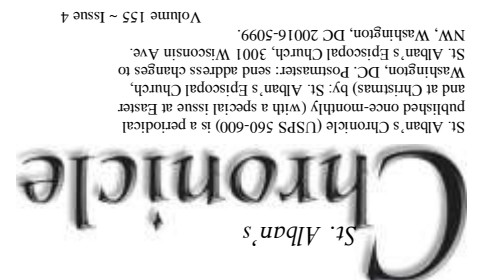 St. Alban's
Chronicle
St. Alban's Chronicle (USPS 560-600) is a periodical
published once-monthly (with a special issue at Easter
and at Christmas) by: St. Alban's Episcopal Church,
Washington, DC. Postmaster: send address changes to
St. Alban's Episcopal Church, 3001 Wisconsin Ave.
NW, Washington, DC 20016-5099.
Volume 155 ~ Issue 4